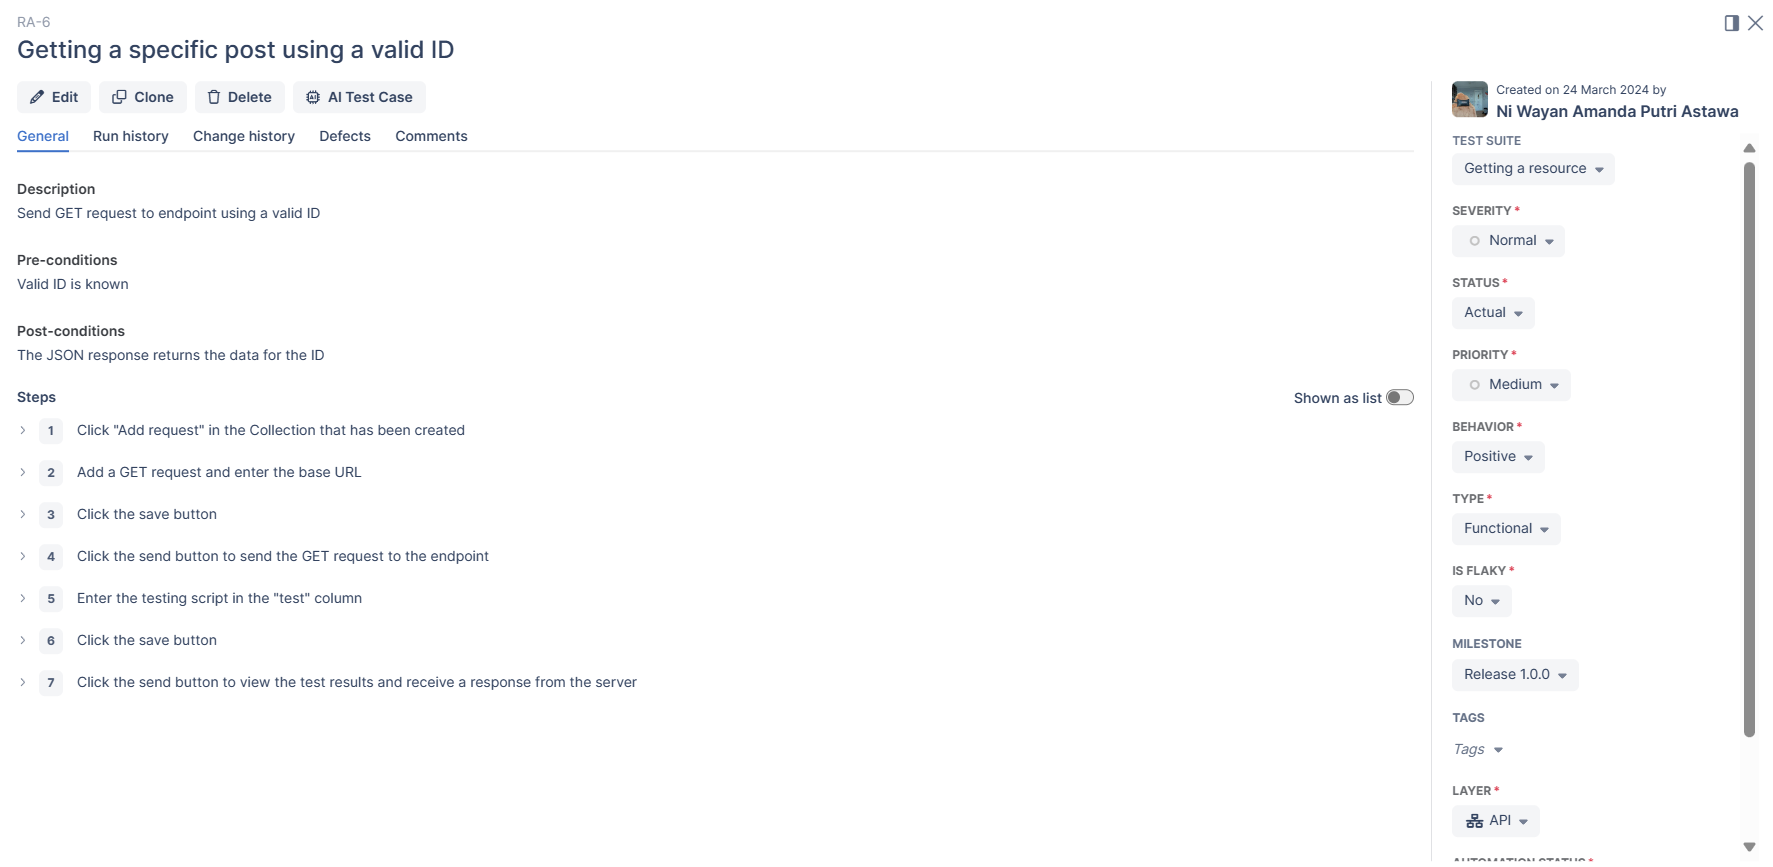 RA-6
Getting a specific post using a valid ID
Edit
Clone
Delete
AI Test Case
General
Run history
Change history
Defects
Comments
Description
Send GET request to endpoint using a valid ID
Pre-conditions
Valid ID is known
Post-conditions
The JSON response returns the data for the ID
Steps
Shown as list
1 Click "Add request" in the Collection that has been created
2 Add a GET request and enter the base URL
3 Click the save button
4 Click the send button to send the GET request to the endpoint
5 Enter the testing script in the "test" column
6 Click the save button
7 Click the send button to view the test results and receive a response from the server
Created on 24 March 2024 by
Ni Wayan Amanda Putri Astawa
TEST SUITE
Getting a resource
SEVERITY*
Normal
STATUS*
Actual
PRIORITY*
Medium
BEHAVIOR*
Positive
TYPE*
Functional
IS FLAKY*
No
MILESTONE
Release 1.0.0
TAGS
Tags
LAYER*
API
AUTOMATION STATUS*